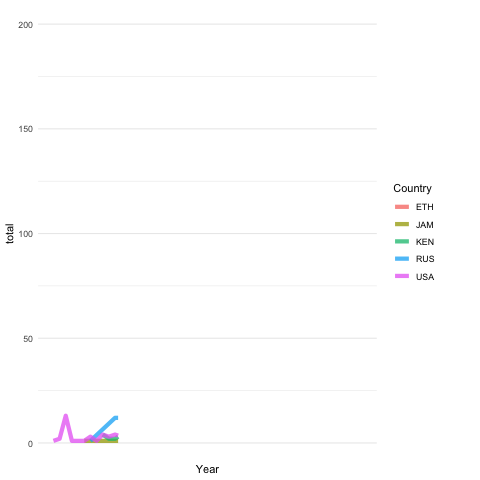 200
150
100
50
0
total
Year
Country
ETH
JAM
KEN
RUS
USA